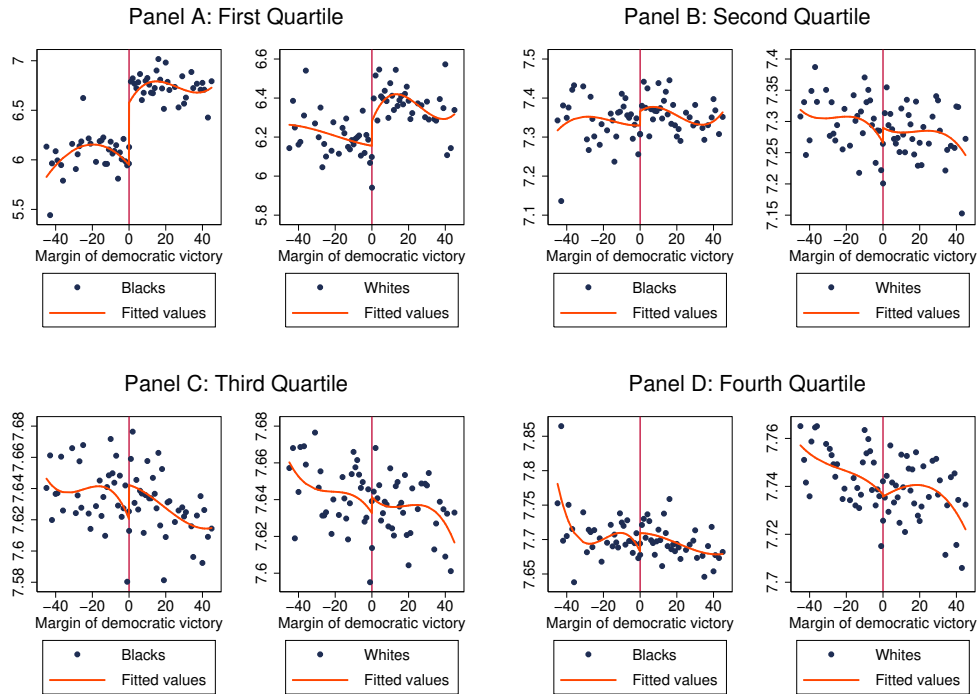 Panel A: First Quartile
5.5 6 6.5 7
−40 −20 0 20 40
Margin of democratic victory
Blacks
Fitted values
5.8 6 6.2 6.4 6.6
−40 −20 0 20 40
Margin of democratic victory
Whites
Fitted values
Panel B: Second Quartile
7.1 7.2 7.3 7.4 7.5
−40 −20 0 20 40
Margin of democratic victory
Blacks
Fitted values
7.15 7.2 7.25 7.3 7.35 7.4
−40 −20 0 20 40
Margin of democratic victory
Whites
Fitted values
Panel C: Third Quartile
7.58 7.6 7.62 7.64 7.66 7.68
−40 −20 0 20 40
Margin of democratic victory
Blacks
Fitted values
7.6 7.62 7.64 7.66 7.68
−40 −20 0 20 40
Margin of democratic victory
Whites
Fitted values
Panel D: Fourth Quartile
7.65 7.7 7.75 7.8 7.85
−40 −20 0 20 40
Margin of democratic victory
Blacks
Fitted values
7.7 7.72 7.74 7.76
−40 −20 0 20 40
Margin of democratic victory
Whites
Fitted values